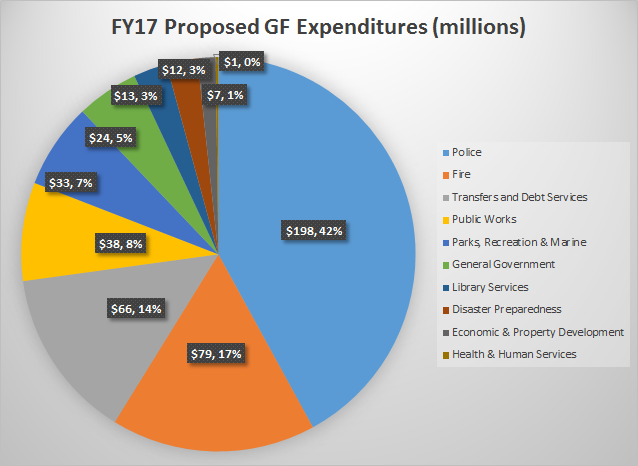 FY17 Proposed GF Expenditures (millions)
$1, 0%
$12, 3%
$7, 1%
$13, 3%
$24, 5%
$33, 7%
$38, 8%
$66, 14%
$79, 17%
$198, 42%
Police
Fire
Transfers and Debt Services
Public Works
Parks, Recreation & Marine
General Government
Library Services
Disaster Preparedness
Economic & Property Development
Health & Human Services